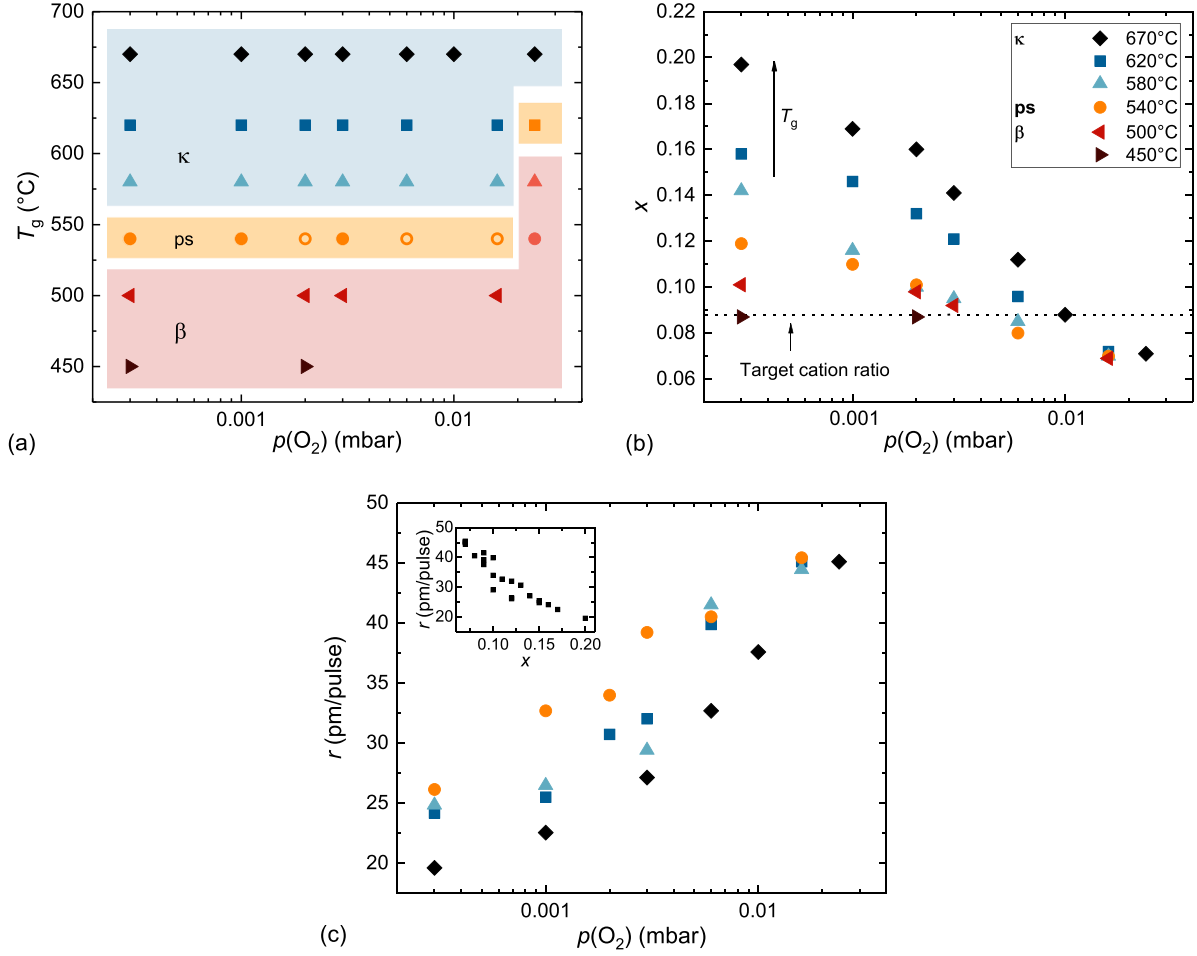 700
650
600
550
500
450
T_g (°C)
κ
ps
β
0.001
0.01
p(O₂) (mbar)
(a)
0.22
0.20
0.18
0.16
0.14
0.12
0.10
0.08
0.06
x
T_g
κ 670°C
620°C
580°C
ps 540°C
β 500°C
450°C
Target cation ratio
0.001
0.01
p(O₂) (mbar)
(b)
50
45
40
35
30
25
20
r (pm/pulse)
50
40
30
20
r (pm/pulse)
0.10
0.15
0.20
x
0.001
0.01
p(O₂) (mbar)
(c)